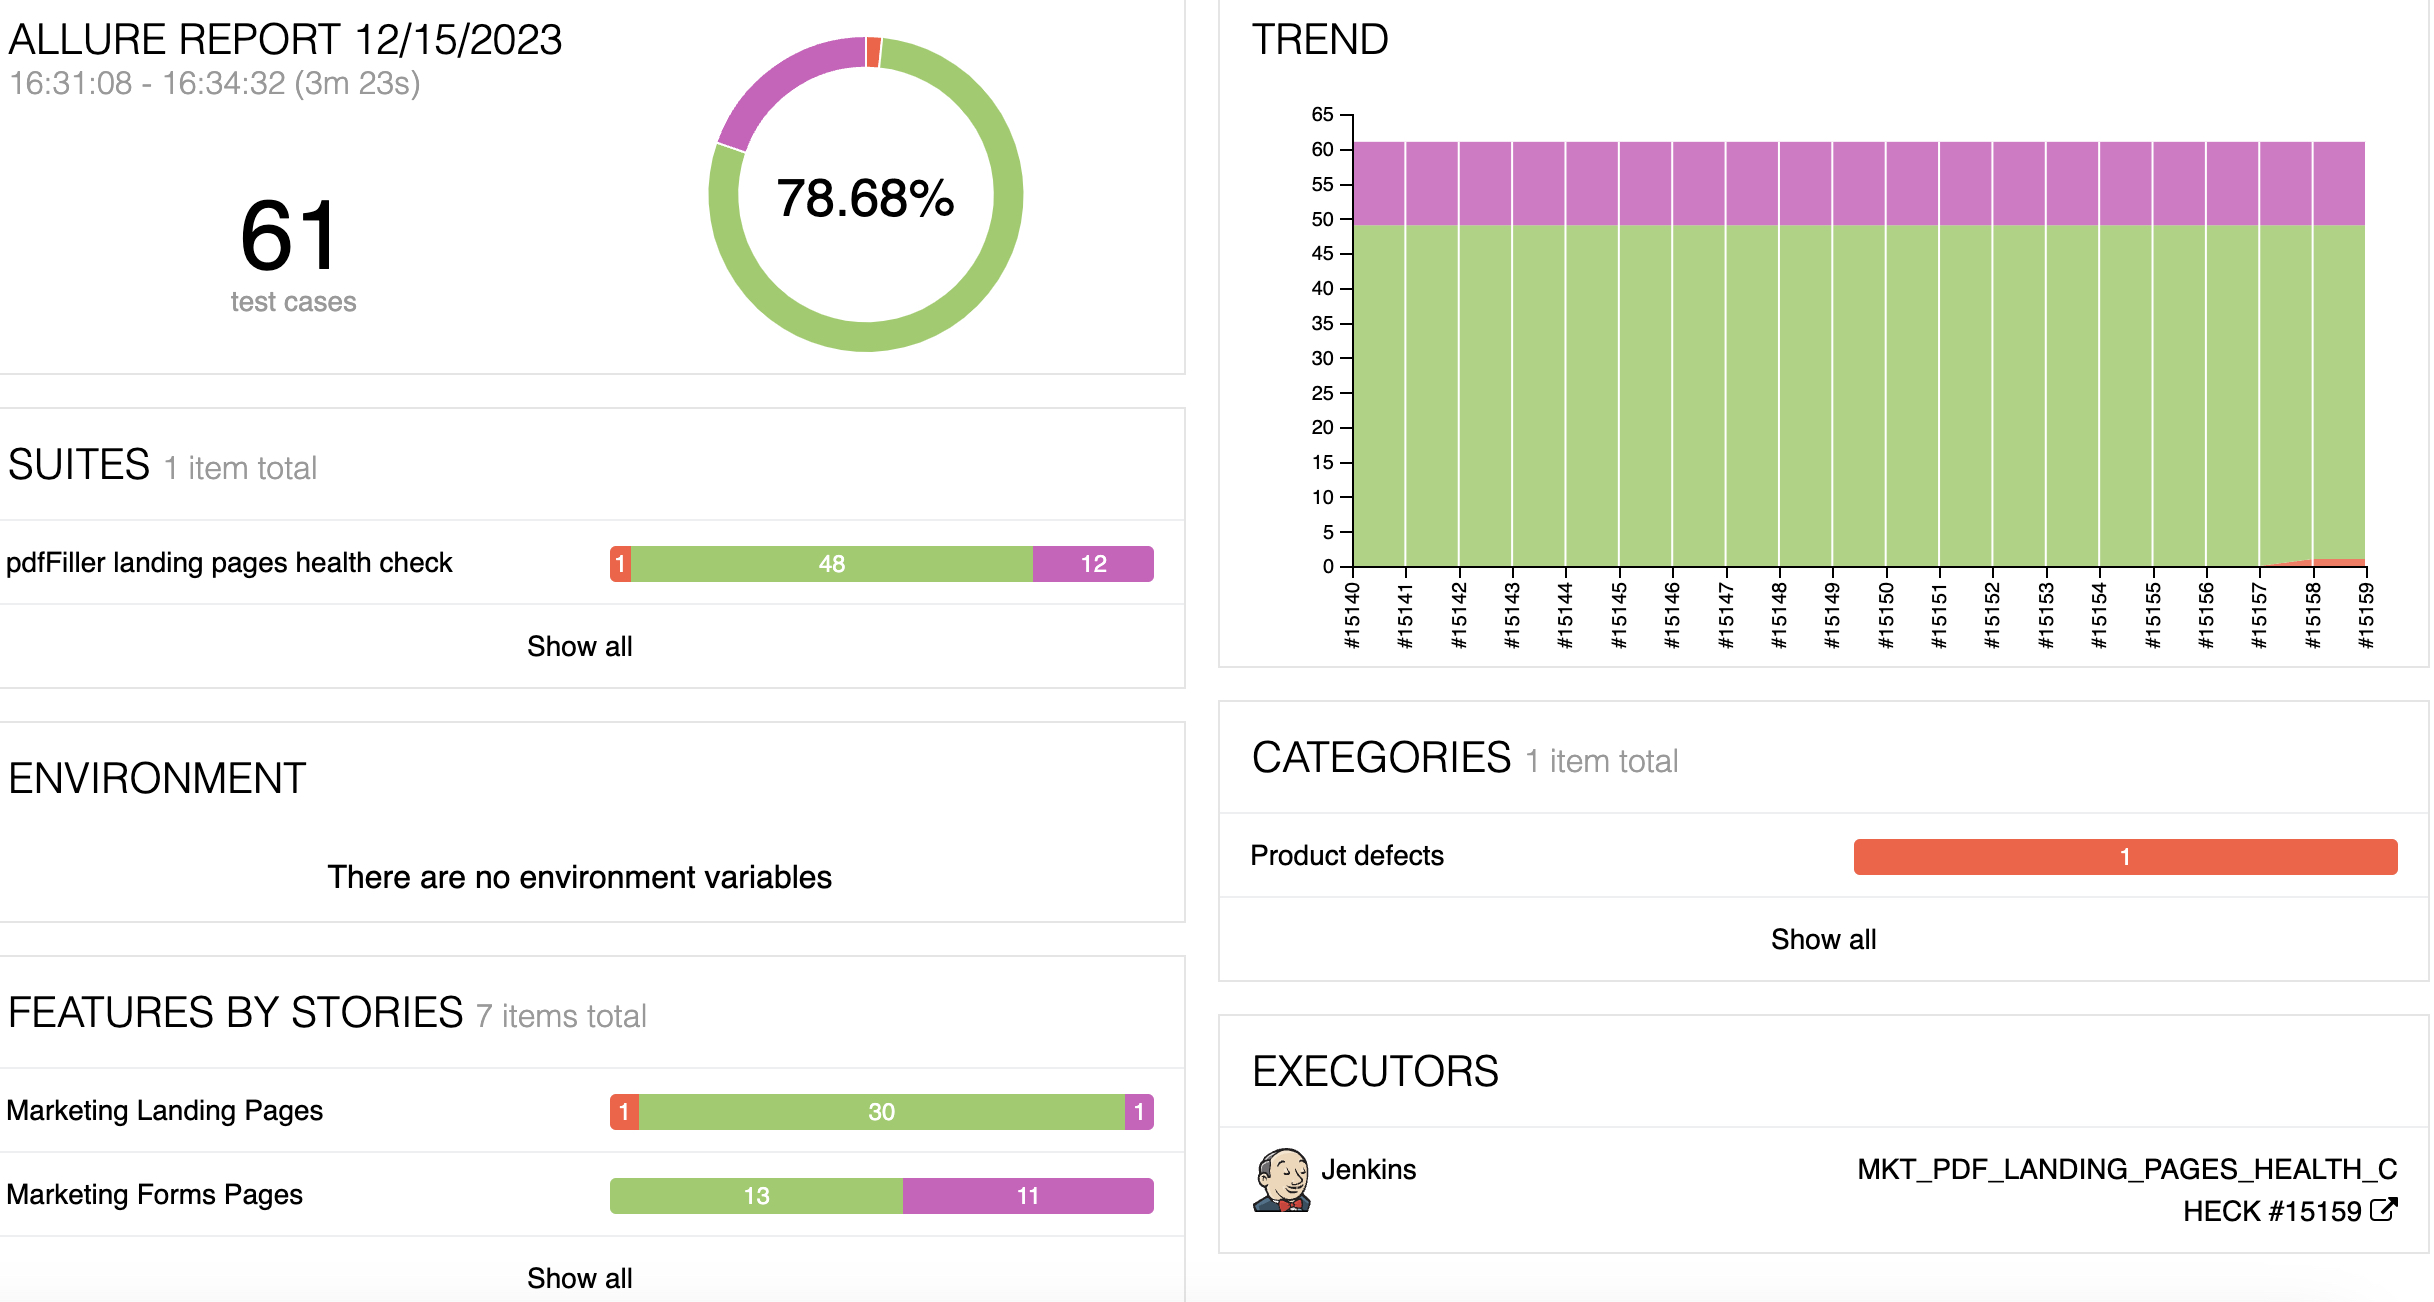 ALLURE REPORT 12/15/2023
16:31:08 - 16:34:32 (3m 23s)
61
test cases
78.68%
SUITES 1 item total
pdfFiller landing pages health check
1 48 12
Show all
ENVIRONMENT
There are no environment variables
FEATURES BY STORIES 7 items total
Marketing Landing Pages
1 30 1
Marketing Forms Pages
13 11
Show all
TREND
65
60
55
50
45
40
35
30
25
20
15
10
5
0
#15140
#15141
#15142
#15143
#15144
#15145
#15146
#15147
#15148
#15149
#15150
#15151
#15152
#15153
#15154
#15155
#15156
#15157
#15158
#15159
CATEGORIES 1 item total
Product defects
1
Show all
EXECUTORS
Jenkins
MKT_PDF_LANDING_PAGES_HEALTH_C
HECK #15159